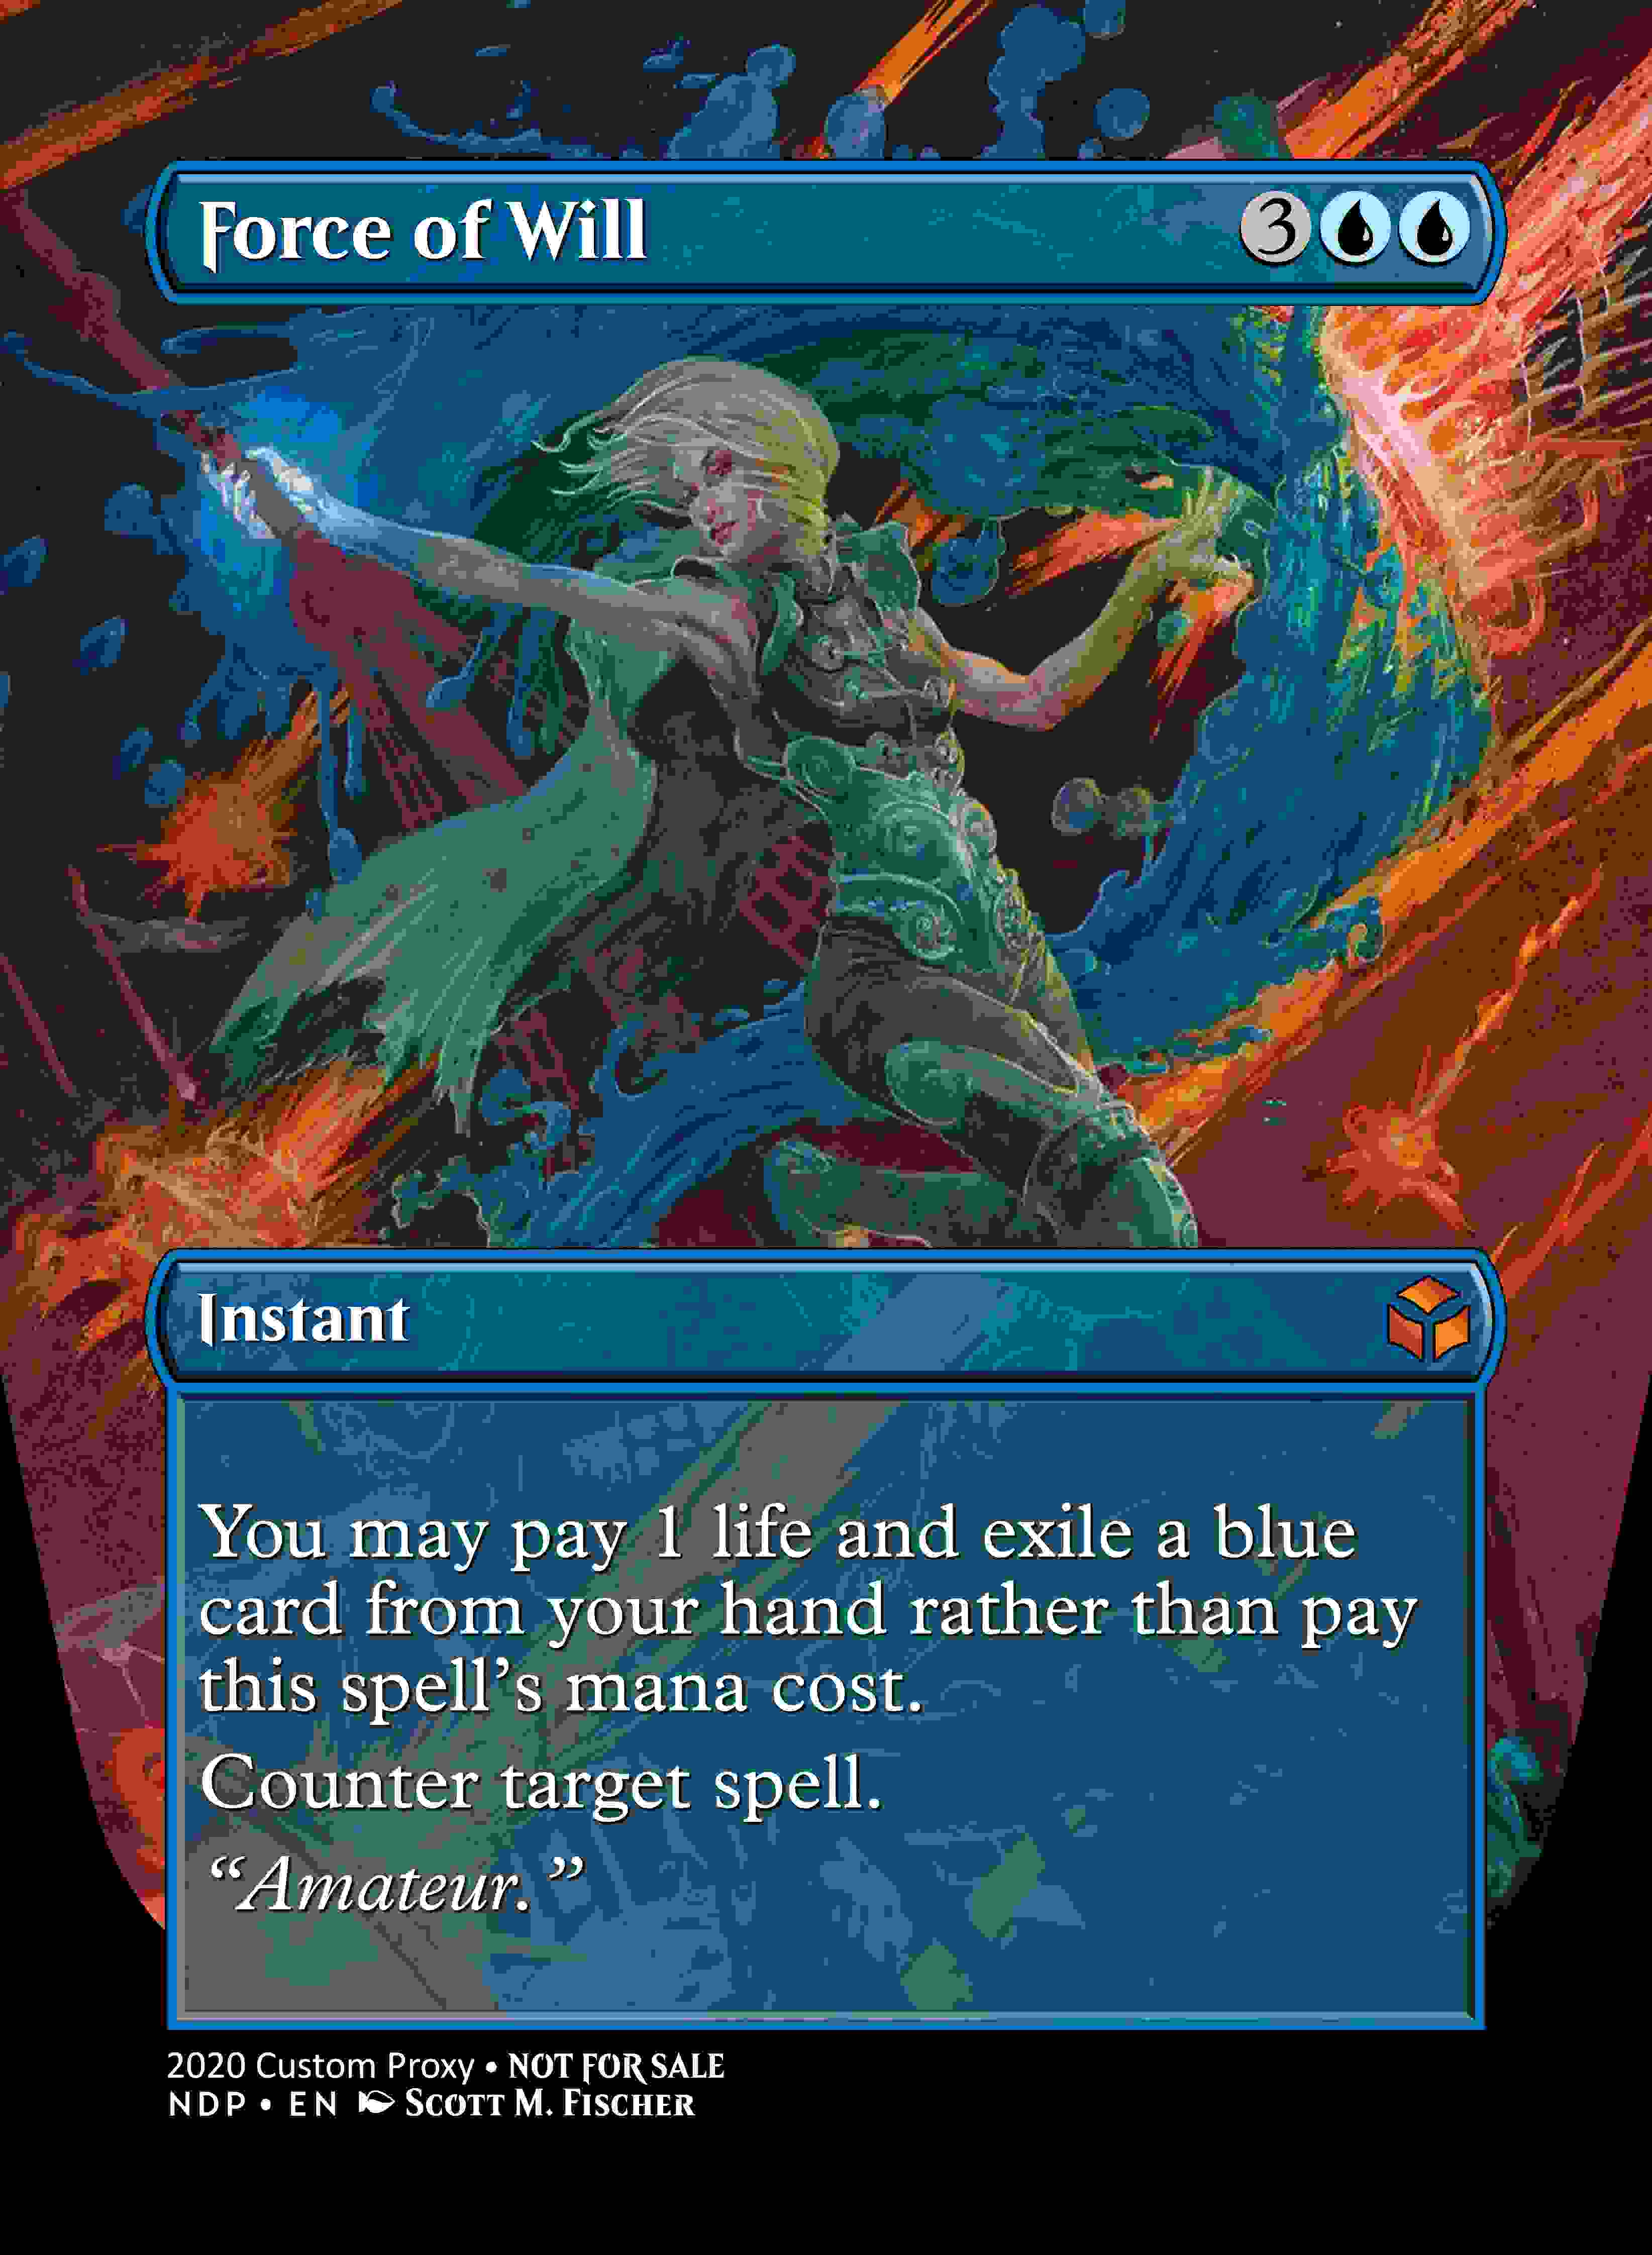 Force of Will 3
Instant
You may pay 1 life and exile a blue
card from your hand rather than pay
this spell’s mana cost.
Counter target spell.
“Amateur.”
2020 Custom Proxy • NOT FOR SALE
NDP • EN SCOTT M. FISCHER